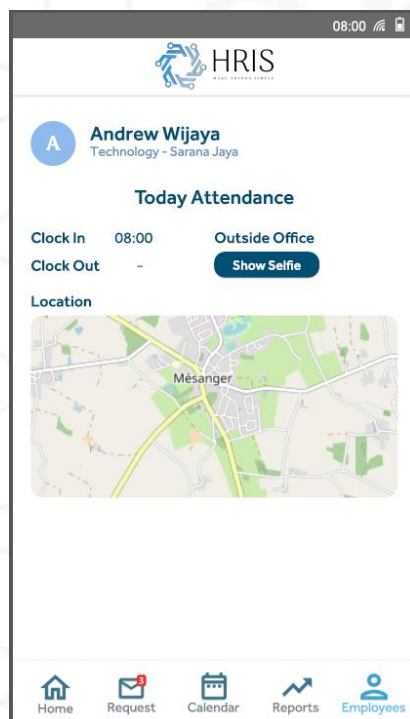 08:00
HRIS
MAKE THINGS SIMPLE
A
Andrew Wijaya
Technology - Sarana Jaya
Today Attendance
Clock In 08:00 Outside Office
Clock Out - Show Selfie
Location
Mésanger
3
Home Request Calendar Reports Employees